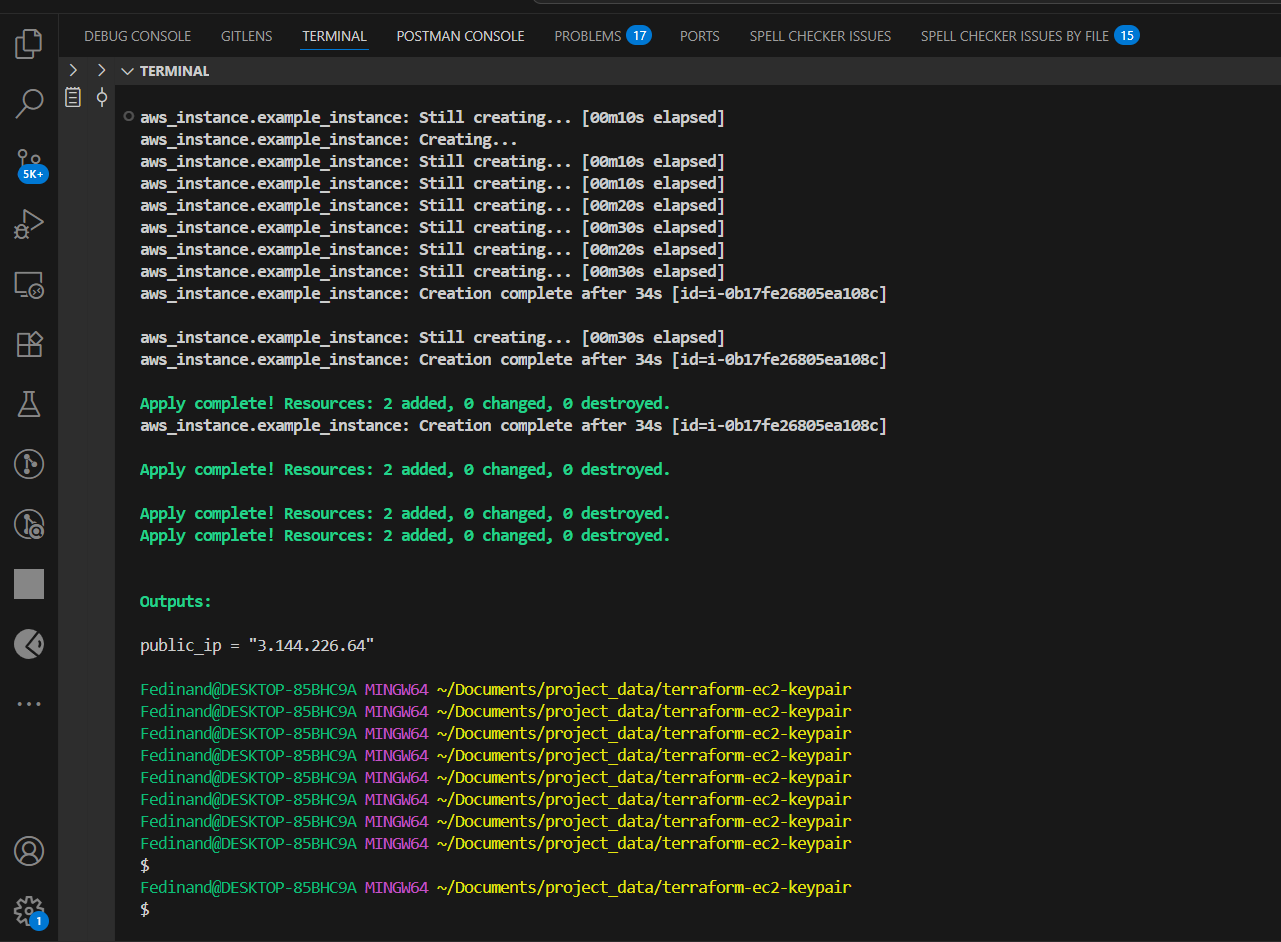 DEBUG CONSOLE GITLENS TERMINAL POSTMAN CONSOLE PROBLEMS 17 PORTS SPELL CHECKER ISSUES SPELL CHECKER ISSUES BY FILE 15
TERMINAL
aws_instance.example_instance: Still creating... [00m10s elapsed]
aws_instance.example_instance: Creating...
aws_instance.example_instance: Still creating... [00m10s elapsed]
aws_instance.example_instance: Still creating... [00m10s elapsed]
aws_instance.example_instance: Still creating... [00m20s elapsed]
aws_instance.example_instance: Still creating... [00m30s elapsed]
aws_instance.example_instance: Still creating... [00m20s elapsed]
aws_instance.example_instance: Still creating... [00m30s elapsed]
aws_instance.example_instance: Creation complete after 34s [id=i-0b17fe26805ea108c]
aws_instance.example_instance: Still creating... [00m30s elapsed]
aws_instance.example_instance: Creation complete after 34s [id=i-0b17fe26805ea108c]
Apply complete! Resources: 2 added, 0 changed, 0 destroyed.
aws_instance.example_instance: Creation complete after 34s [id=i-0b17fe26805ea108c]
Apply complete! Resources: 2 added, 0 changed, 0 destroyed.
Apply complete! Resources: 2 added, 0 changed, 0 destroyed.
Apply complete! Resources: 2 added, 0 changed, 0 destroyed.
Outputs:
public_ip = "3.144.226.64"
Fedinand@DESKTOP-85BHC9A MINGW64 ~/Documents/project_data/terraform-ec2-keypair
Fedinand@DESKTOP-85BHC9A MINGW64 ~/Documents/project_data/terraform-ec2-keypair
Fedinand@DESKTOP-85BHC9A MINGW64 ~/Documents/project_data/terraform-ec2-keypair
Fedinand@DESKTOP-85BHC9A MINGW64 ~/Documents/project_data/terraform-ec2-keypair
Fedinand@DESKTOP-85BHC9A MINGW64 ~/Documents/project_data/terraform-ec2-keypair
Fedinand@DESKTOP-85BHC9A MINGW64 ~/Documents/project_data/terraform-ec2-keypair
Fedinand@DESKTOP-85BHC9A MINGW64 ~/Documents/project_data/terraform-ec2-keypair
Fedinand@DESKTOP-85BHC9A MINGW64 ~/Documents/project_data/terraform-ec2-keypair
$
Fedinand@DESKTOP-85BHC9A MINGW64 ~/Documents/project_data/terraform-ec2-keypair
$
5K+
1